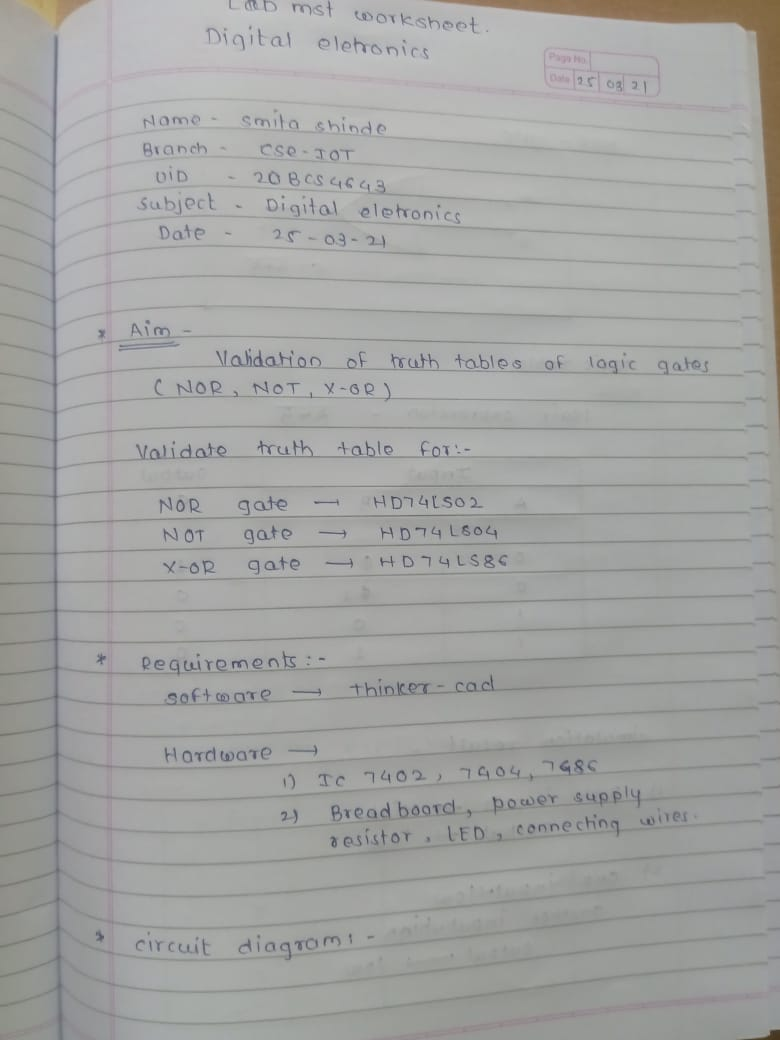 Lab mst worksheet.
Digital eletronics
Page No.
Date 25 03 21
Name - Smita shinde
Branch - CSE-IOT
UID - 20BCS4643
Subject - Digital eletronics
Date - 25-03-21
* Aim -
Validation of truth tables of logic gates
(NOR, NOT, X-OR)
Validate truth table for:-
NOR gate → HD74LS02
NOT gate → HD74LS04
X-OR gate → HD74LS86
* Requirements:-
software → thinker-cad
Hardware →
1) IC 7402, 7404, 7486
2) Breadboard, power supply
resistor, LED, connecting wires.
* circuit diagram:-